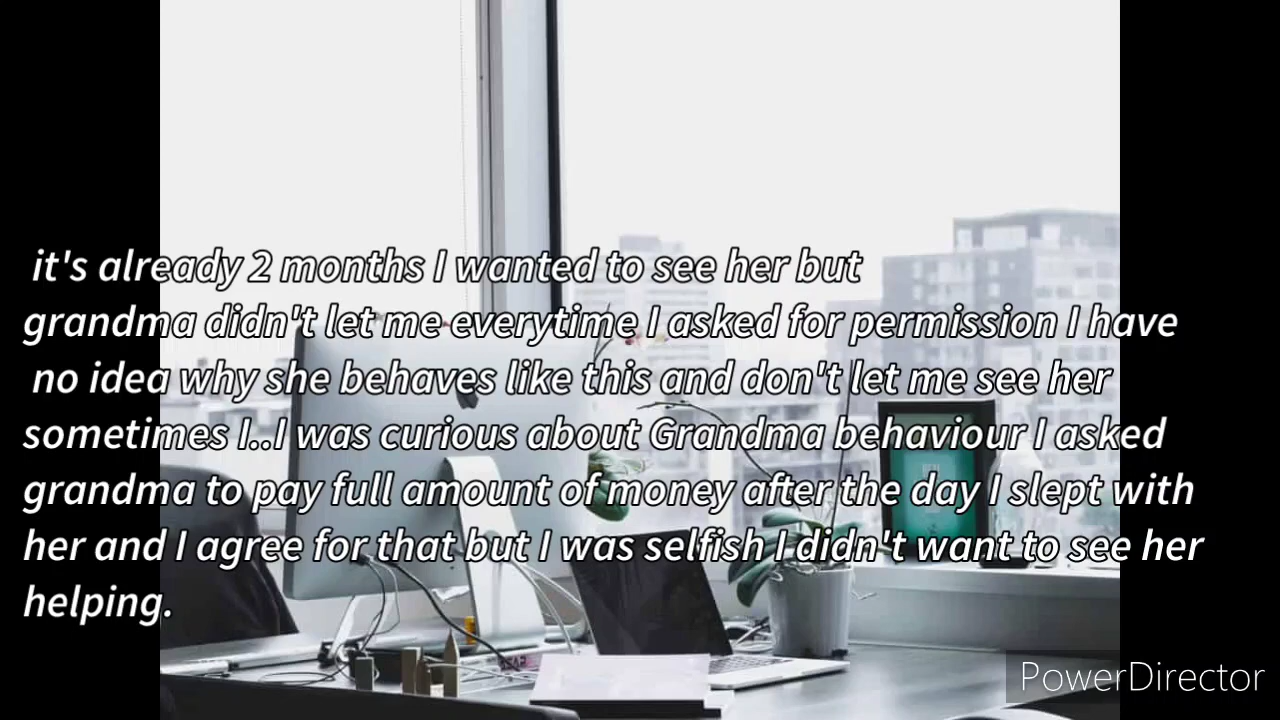 it's already 2 months I wanted to see her but
grandma didn't let me everytime I asked for permission I have
no idea why she behaves like this and don't let me see her
sometimes I..I was curious about Grandma behaviour I asked
grandma to pay full amount of money after the day I slept with
her and I agree for that but I was selfish I didn't want to see her
helping.
PowerDirector